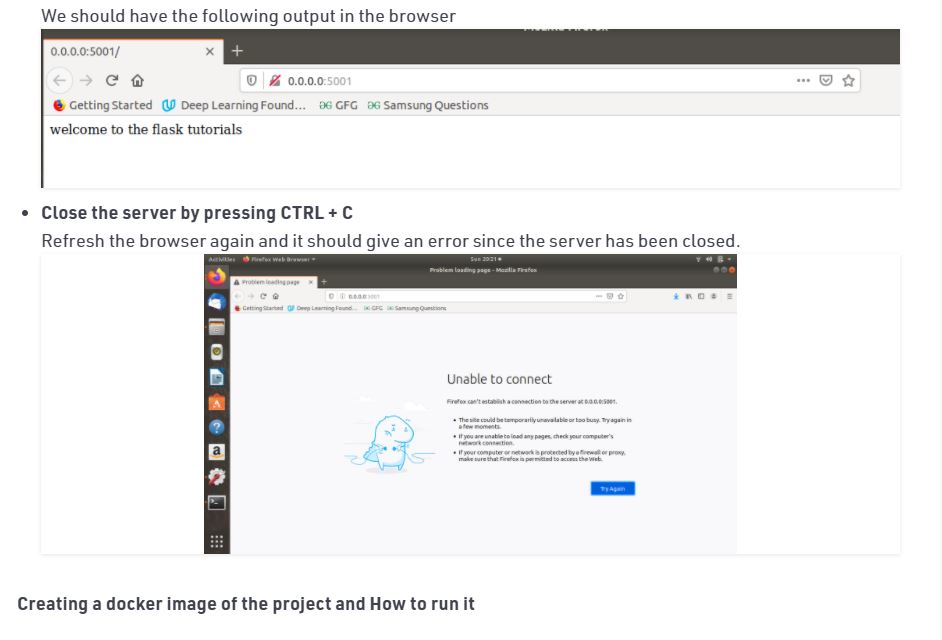 We should have the following output in the browser
0.0.0.0:5001/
0.0.0.0:5001
Getting Started Deep Learning Found... GFG Samsung Questions
welcome to the flask tutorials
Close the server by pressing CTRL + C
Refresh the browser again and it should give an error since the server has been closed.
Activities Firefox Web Browser Sun 20:21
Problem loading page - Mozilla Firefox
Problem loading page
0.0.0.0:5001
Getting Started Deep Learning Found... GFG Samsung Questions
Unable to connect
Firefox can't establish a connection to the server at 0.0.0.0:5001.
The site could be temporarily unavailable or too busy. Try again in
a few moments.
If you are unable to load any pages, check your computer's
network connection.
If your computer or network is protected by a firewall or proxy,
make sure that Firefox is permitted to access the Web.
Try Again
Creating a docker image of the project and How to run it